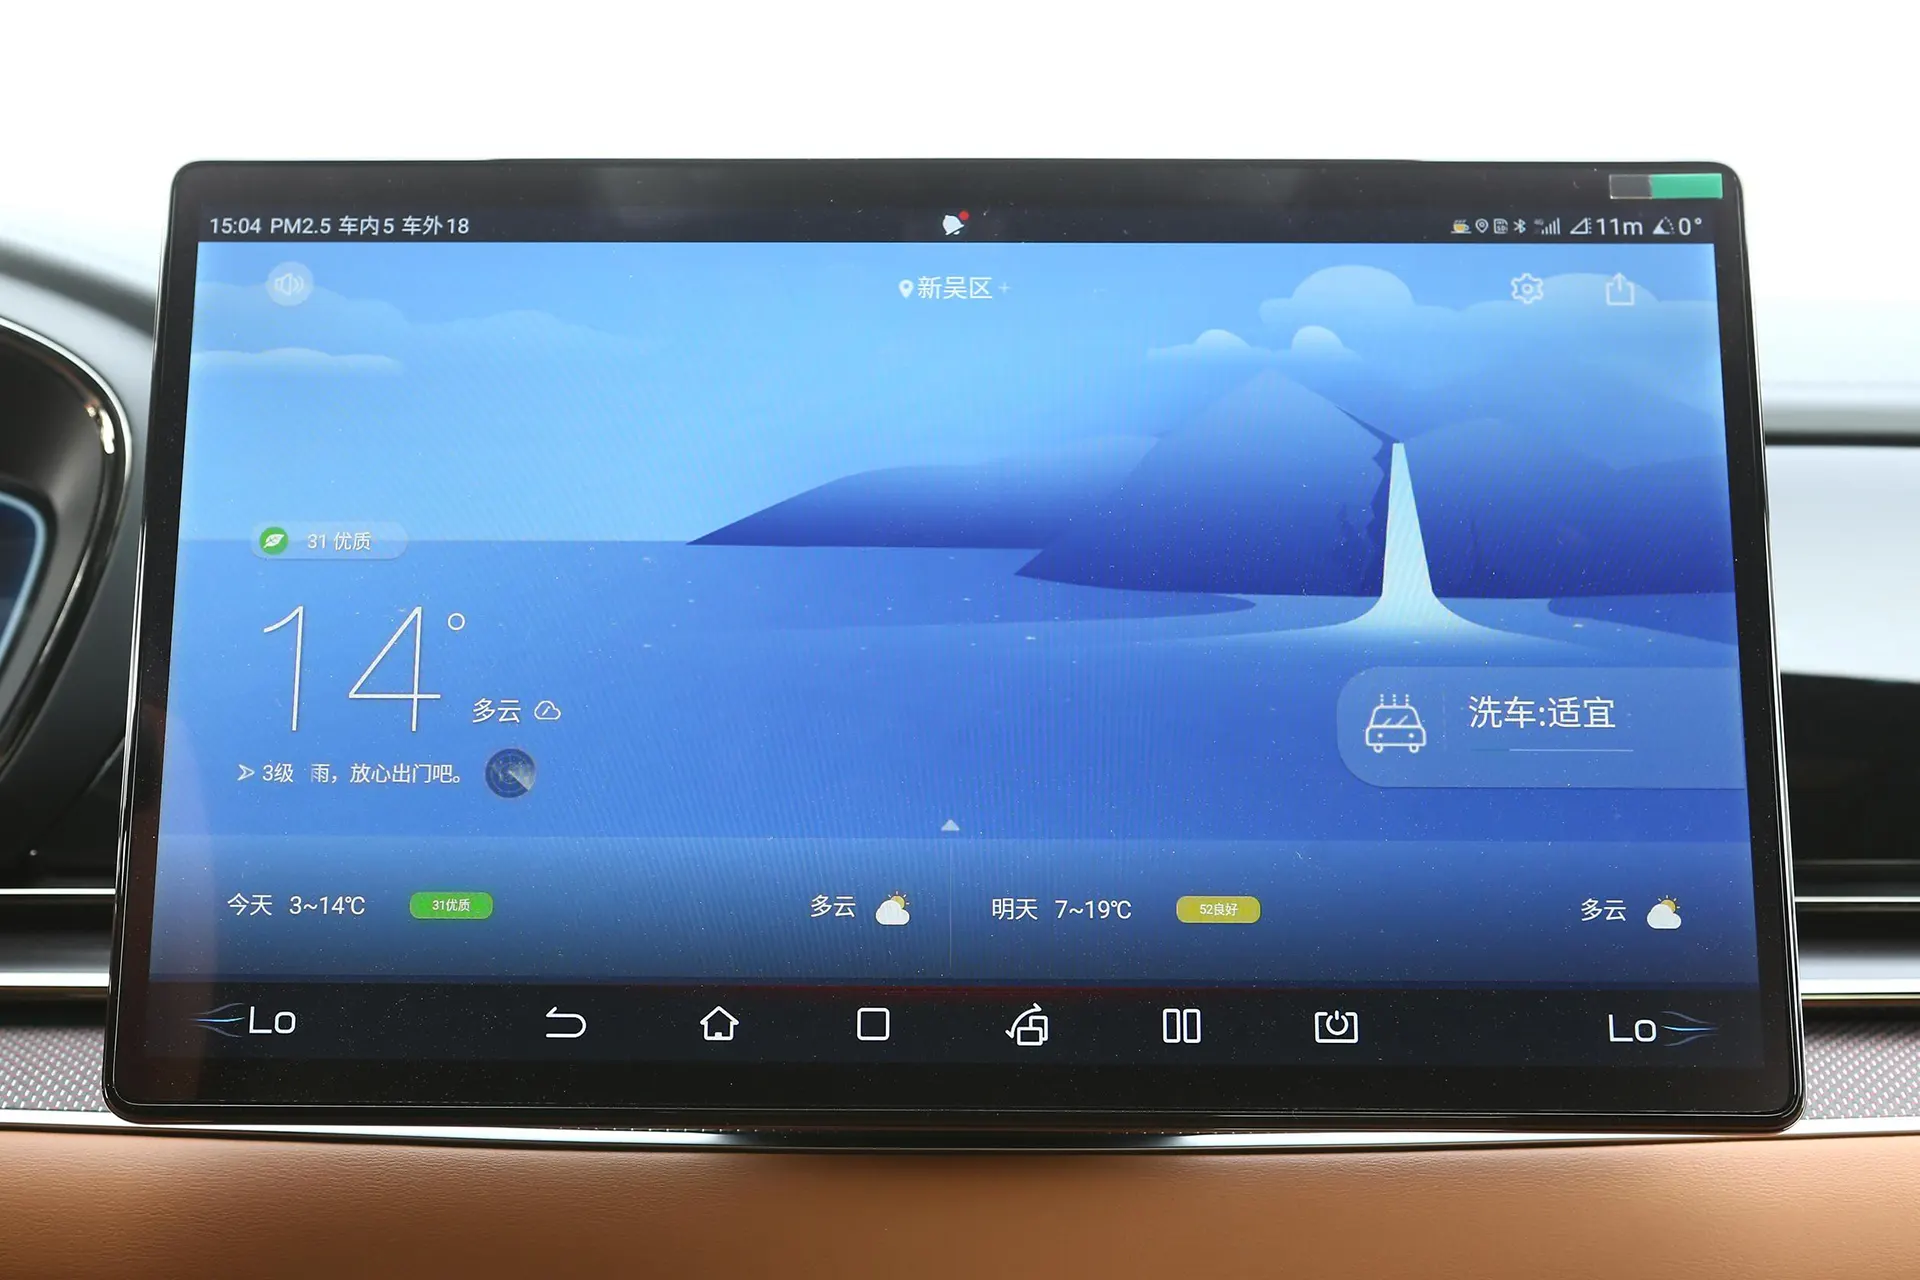 15:04 PM2.5 车内5 车外18
11m 0°
新吴区
31 优质
14°
多云
3级 雨，放心出门吧。
洗车:适宜
今天 3~14℃ 31优质 多云
明天 7~19℃ 52良好 多云
Lo
Lo